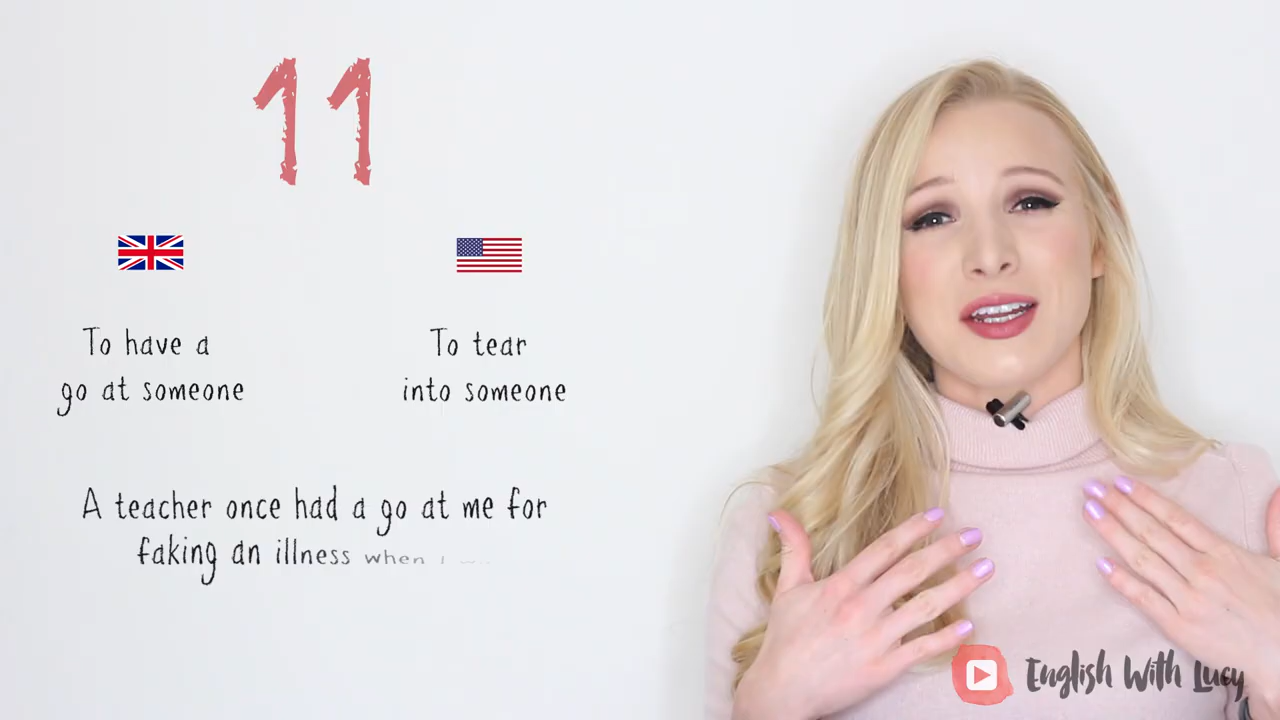 11
To have a
go at someone
To tear
into someone
A teacher once had a go at me for
faking an illness when I
English With Lucy